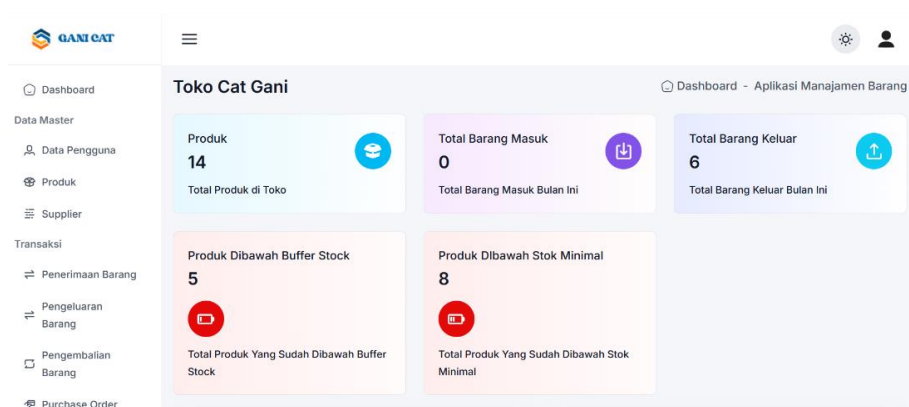 GANI CAT
Dashboard
Data Master
Data Pengguna
Produk
Supplier
Transaksi
Penerimaan Barang
Pengeluaran
Barang
Pengembalian
Barang
Purchase Order
Toko Cat Gani
Dashboard - Aplikasi Manajamen Barang
Produk
14
Total Produk di Toko
Total Barang Masuk
0
Total Barang Masuk Bulan Ini
Total Barang Keluar
6
Total Barang Keluar Bulan Ini
Produk Dibawah Buffer Stock
5
Total Produk Yang Sudah Dibawah Buffer
Stock
Produk DIbawah Stok Minimal
8
Total Produk Yang Sudah Dibawah Stok
Minimal